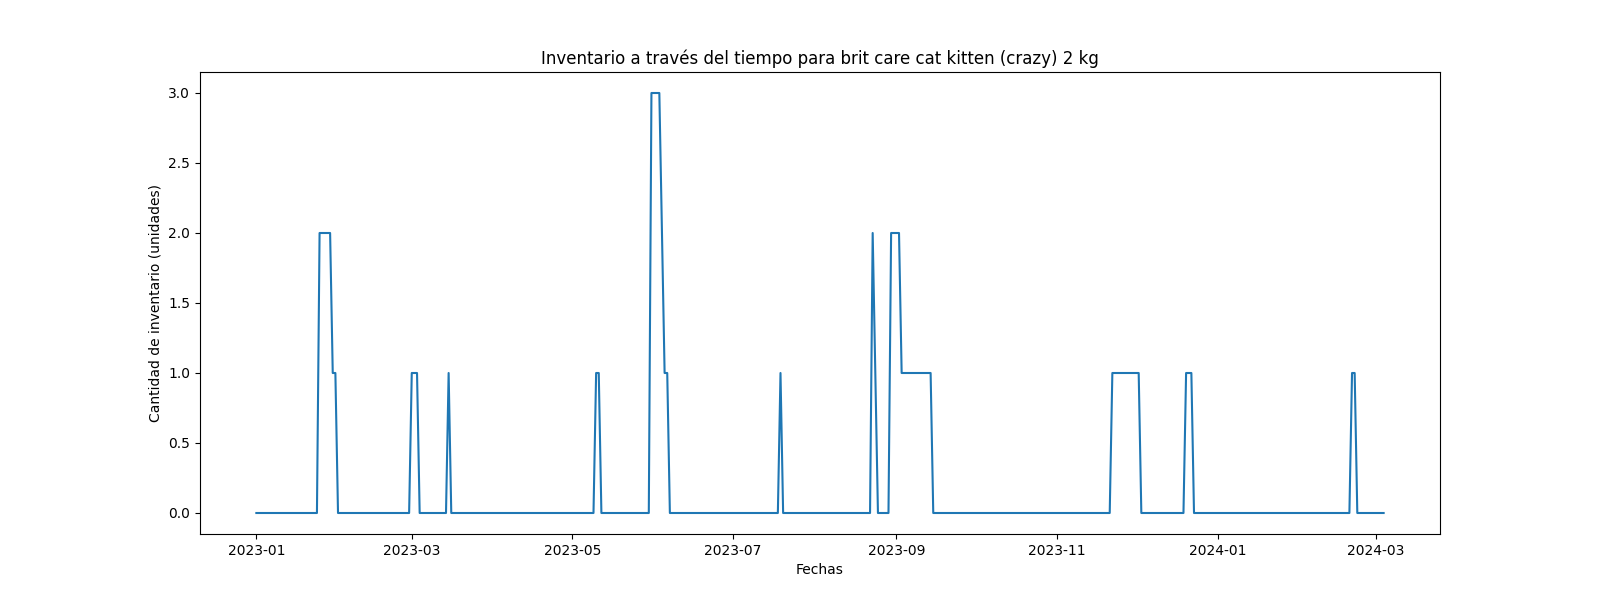 Inventario a través del tiempo para brit care cat kitten (crazy) 2 kg
Cantidad de inventario (unidades)
3.0
2.5
2.0
1.5
1.0
0.5
0.0
2023-01 2023-03 2023-05 2023-07 2023-09 2023-11 2024-01 2024-03
Fechas